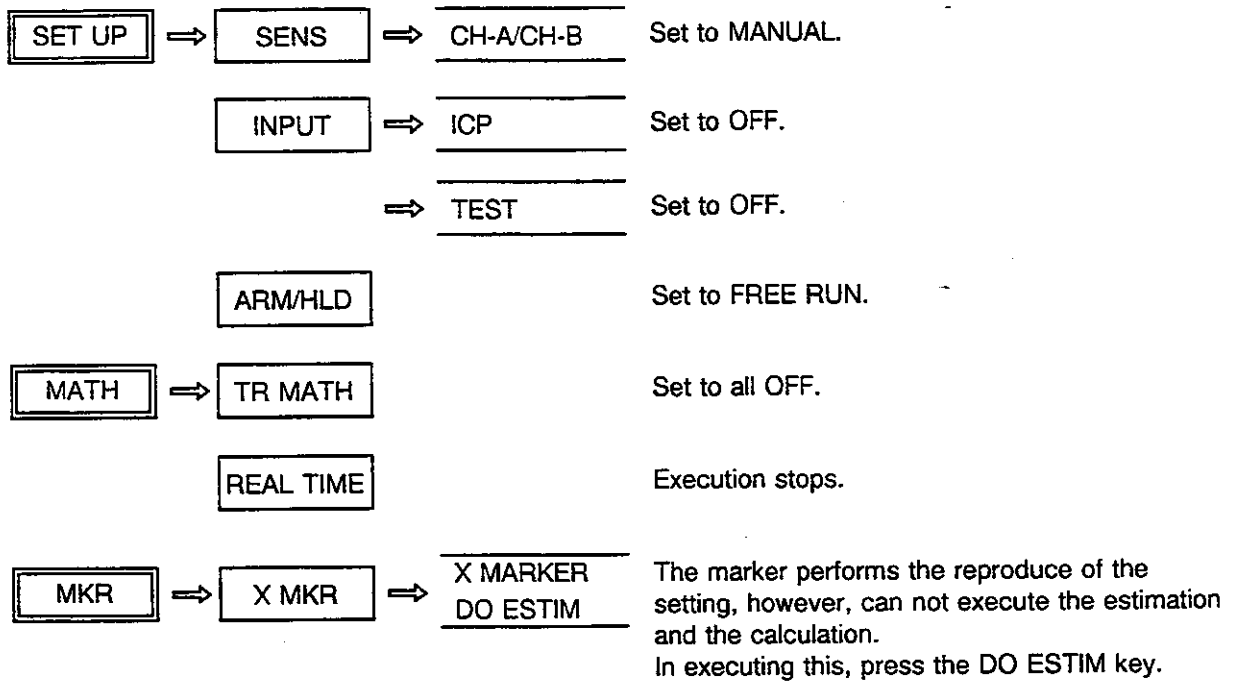 SET UP ⇒ SENS ⇒ CH-A/CH-B Set to MANUAL.
INPUT ⇒ ICP Set to OFF.
⇒ TEST Set to OFF.
ARM/HLD Set to FREE RUN.
MATH ⇒ TR MATH Set to all OFF.
REAL TIME Execution stops.
MKR ⇒ X MKR ⇒ X MARKER
DO ESTIM
The marker performs the reproduce of the
setting, however, can not execute the estimation
and the calculation.
In executing this, press the DO ESTIM key.